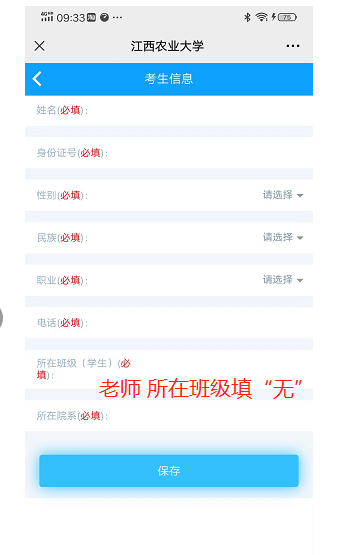 4G 09:33 ··· 75
江西农业大学
考生信息
姓名(必填):
身份证号(必填):
性别(必填): 请选择
民族(必填): 请选择
职业(必填): 请选择
电话(必填):
所在班级（学生）(必
填):
老师 所在班级填“无”
所在院系(必填):
保存